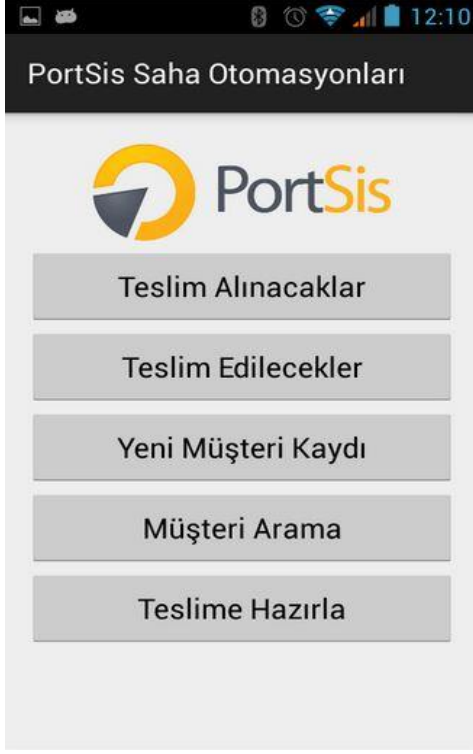 12:10
PortSis Saha Otomasyonları
PortSis
Teslim Alınacaklar
Teslim Edilecekler
Yeni Müşteri Kaydı
Müşteri Arama
Teslime Hazırla